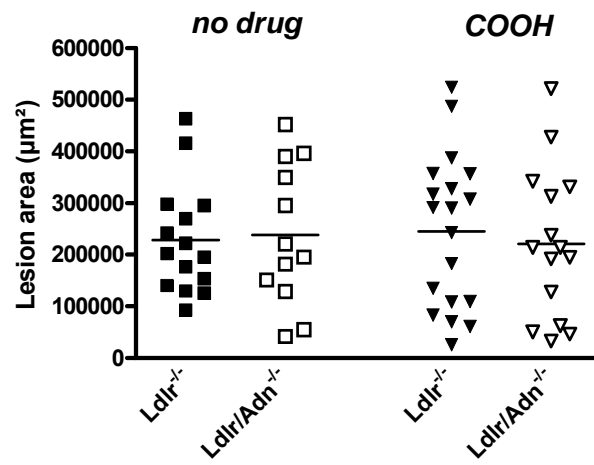 no drug COOH
600000
500000
400000
300000
200000
100000
0
Lesion area (µm²)
Ldlr-/-
Ldlr/Adn-/-
Ldlr-/-
Ldlr/Adn-/-